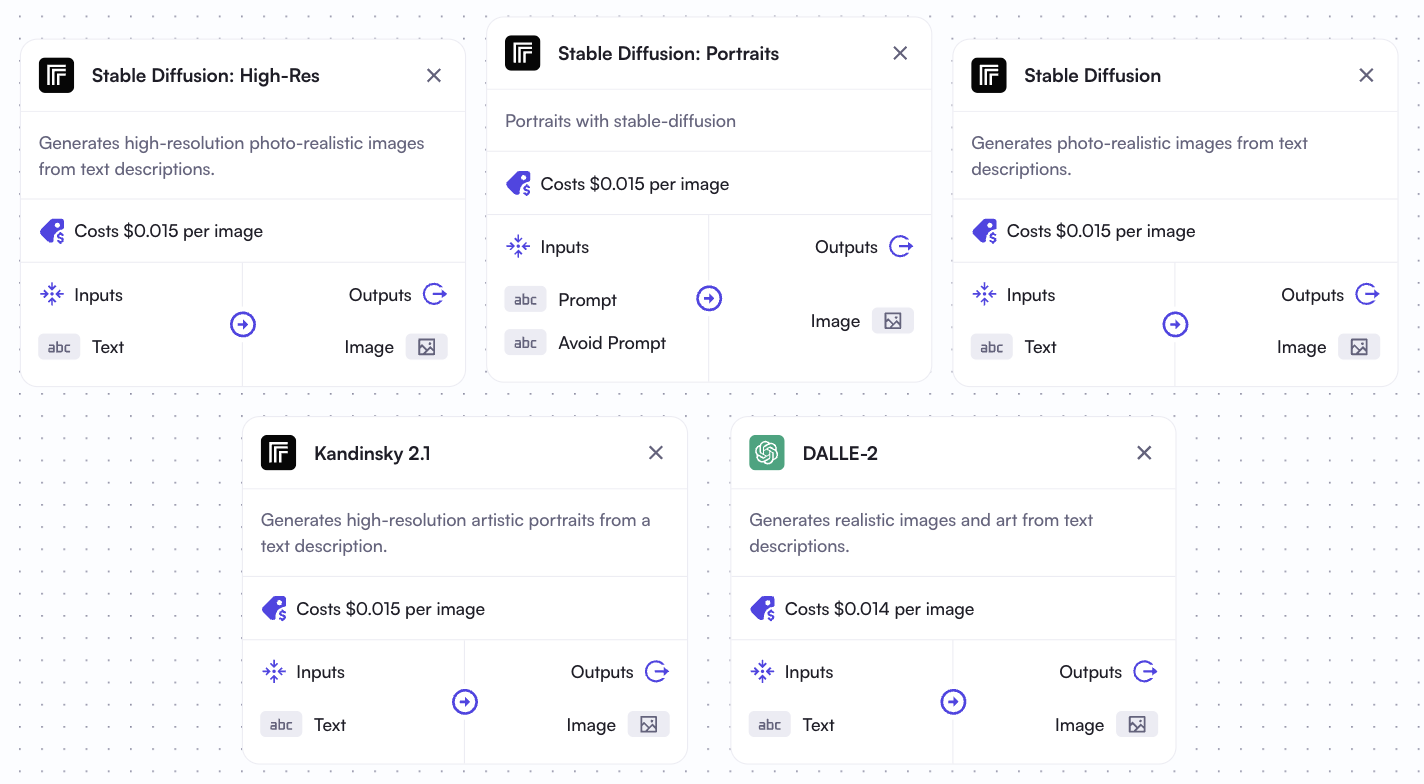 Stable Diffusion: High-Res
Generates high-resolution photo-realistic images
from text descriptions.
Costs $0.015 per image
Inputs
Outputs
abc Text
Image
Stable Diffusion: Portraits
Portraits with stable-diffusion
Costs $0.015 per image
Inputs
Outputs
abc Prompt
Image
abc Avoid Prompt
Stable Diffusion
Generates photo-realistic images from text
descriptions.
Costs $0.015 per image
Inputs
Outputs
abc Text
Image
Kandinsky 2.1
Generates high-resolution artistic portraits from a
text description.
Costs $0.015 per image
Inputs
Outputs
abc Text
Image
DALLE-2
Generates realistic images and art from text
descriptions.
Costs $0.014 per image
Inputs
Outputs
abc Text
Image